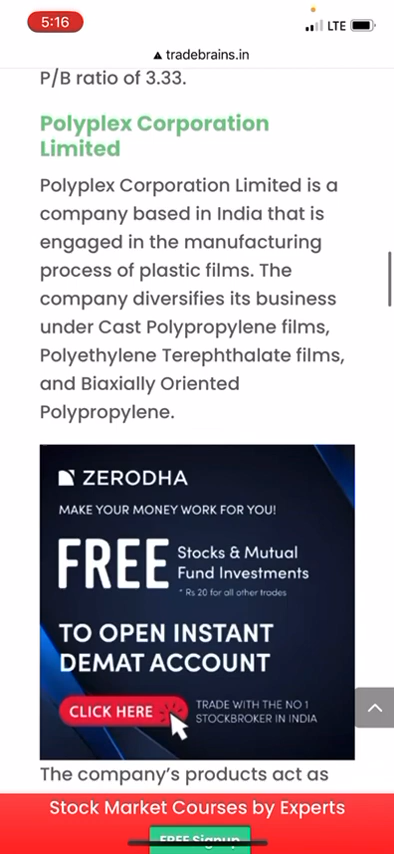 5:16
LTE
▲ tradebrains.in
P/B ratio of 3.33.
Polyplex Corporation
Limited
Polyplex Corporation Limited is a
company based in India that is
engaged in the manufacturing
process of plastic films. The
company diversifies its business
under Cast Polypropylene films,
Polyethylene Terephthalate films,
and Biaxially Oriented
Polypropylene.
ZERODHA
MAKE YOUR MONEY WORK FOR YOU!
FREE
Stocks & Mutual
Fund Investments
* Rs 20 for all other trades
TO OPEN INSTANT
DEMAT ACCOUNT
CLICK HERE
TRADE WITH THE NO 1
STOCKBROKER IN INDIA
The company's products act as
Stock Market Courses by Experts
FREE Signup